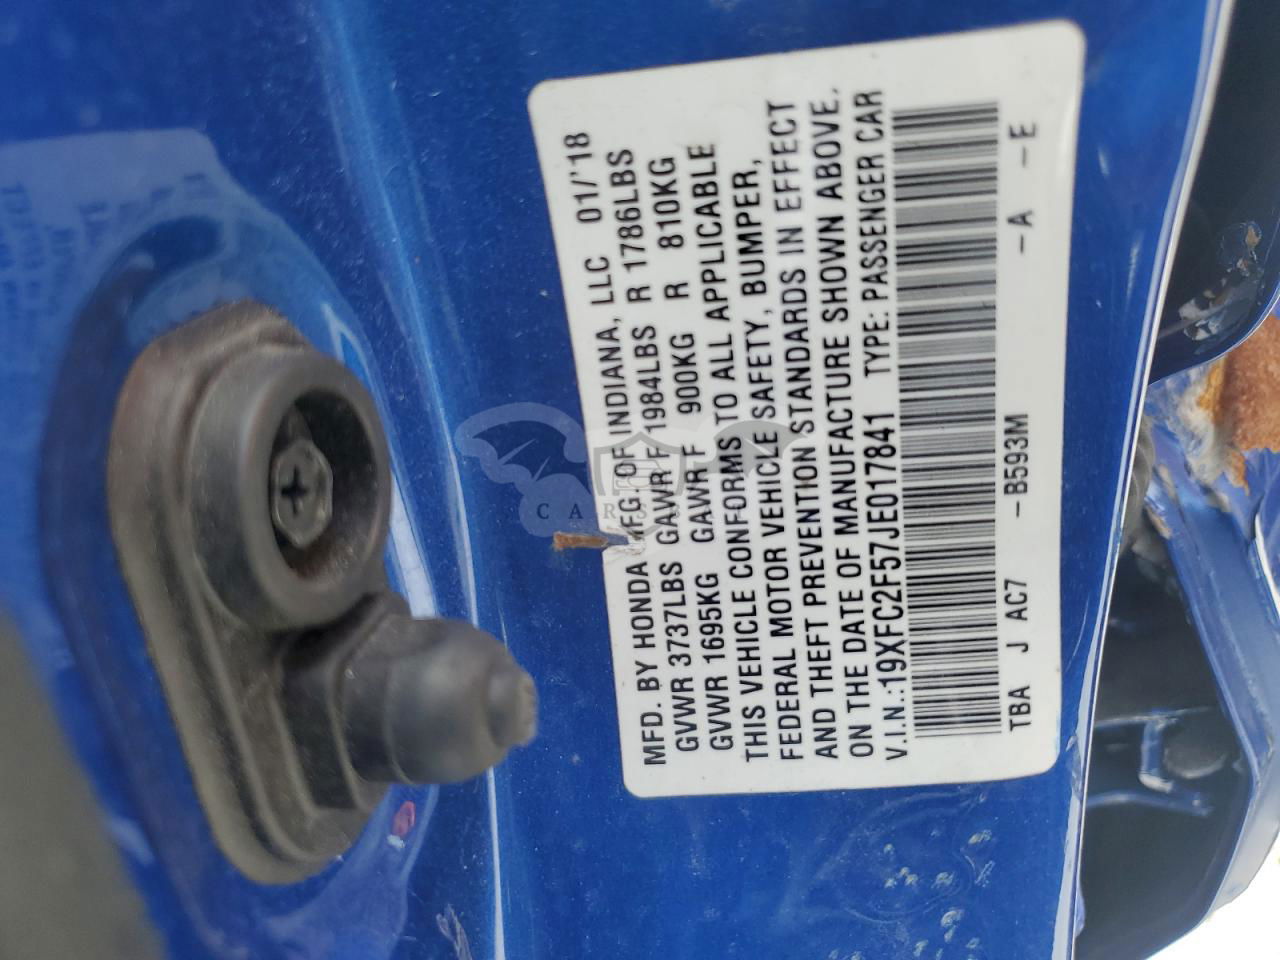 MFD. BY HONDA MFG. OF INDIANA, LLC 01/'18
GVWR 3737LBS GAWR F 1984LBS R 1786LBS
GVWR 1695KG GAWR F 900KG R 810KG
THIS VEHICLE CONFORMS TO ALL APPLICABLE
FEDERAL MOTOR VEHICLE SAFETY, BUMPER,
AND THEFT PREVENTION STANDARDS IN EFFECT
ON THE DATE OF MANUFACTURE SHOWN ABOVE.
V.I.N.:19XFC2F57JE017841 TYPE: PASSENGER CAR
TBA J AC7 -B593M -A -E